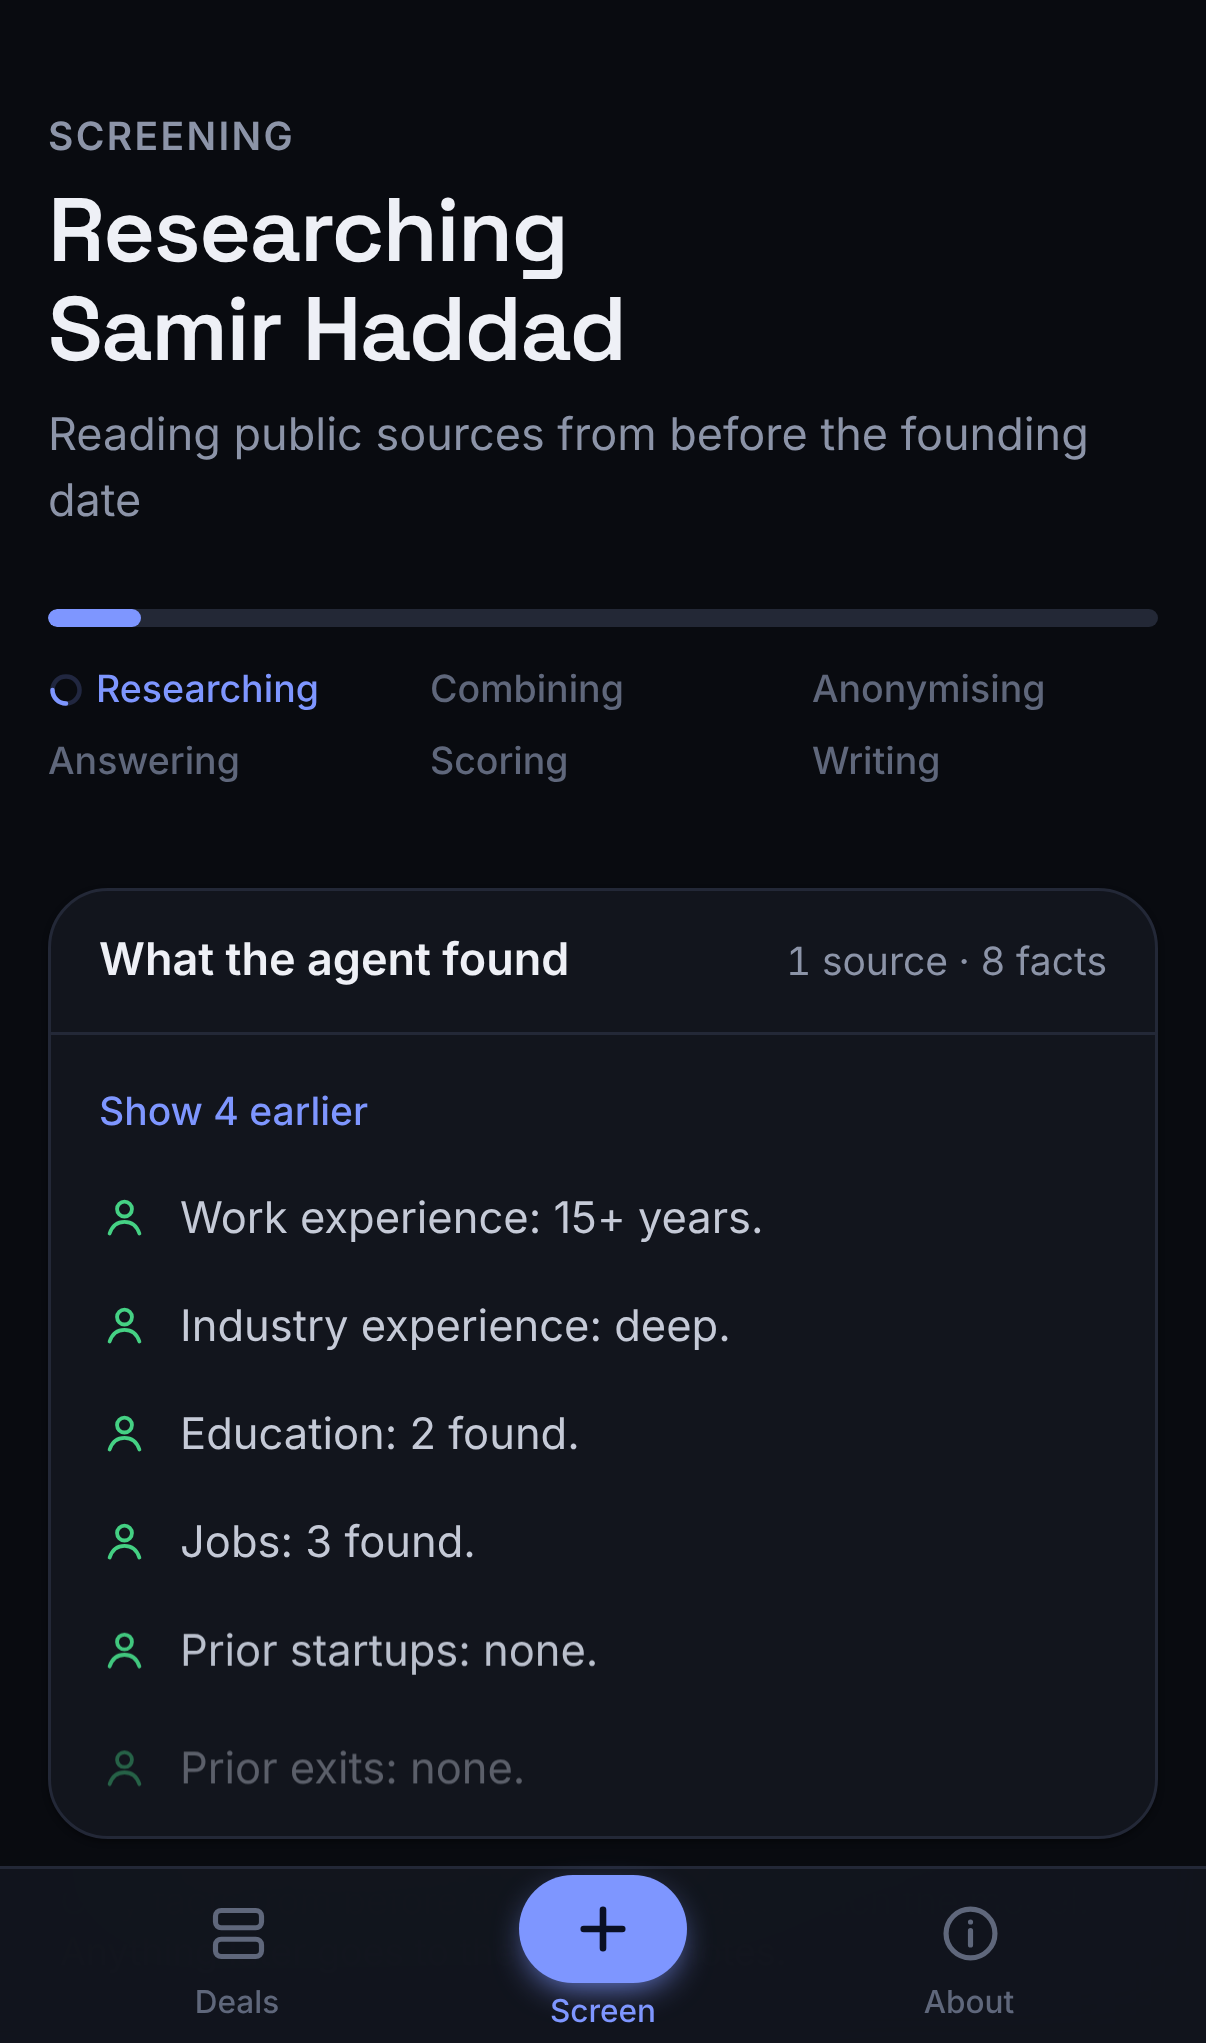 SCREENING
Researching
Samir Haddad
Reading public sources from before the founding
date
Researching Combining Anonymising
Answering Scoring Writing
What the agent found 1 source · 8 facts
Show 4 earlier
Work experience: 15+ years.
Industry experience: deep.
Education: 2 found.
Jobs: 3 found.
Prior startups: none.
Prior exits: none.
Deals Screen About